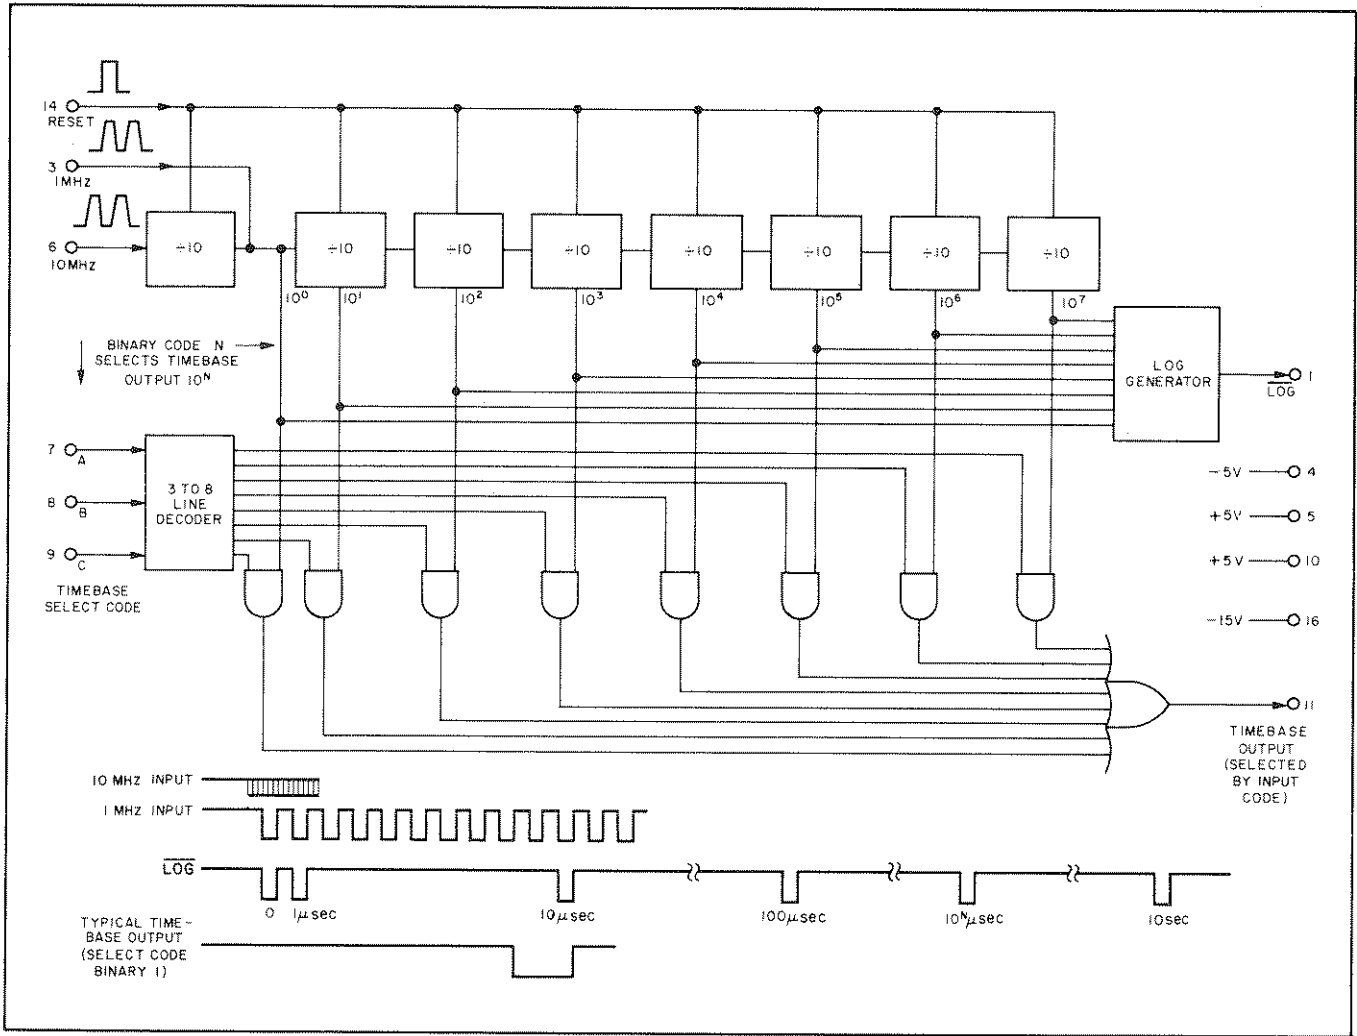 14
RESET
3
1MHz
6
10MHz
÷10
÷10
÷10
÷10
÷10
÷10
÷10
÷10
10⁰
10¹
10²
10³
10⁴
10⁵
10⁶
10⁷
BINARY CODE N
SELECTS TIMEBASE
OUTPUT 10ᴺ
LOG
GENERATOR
1
LOG
7
A
8
B
9
C
3 TO 8
LINE
DECODER
TIMEBASE
SELECT CODE
-5V 4
+5V 5
+5V 10
-15V 16
11
TIMEBASE
OUTPUT
(SELECTED
BY INPUT
CODE)
10 MHZ INPUT
1 MHZ INPUT
LOG
0
1μsec
10μsec
100μsec
10ᴺμsec
10sec
TYPICAL TIME-
BASE OUTPUT
(SELECT CODE
BINARY 1)